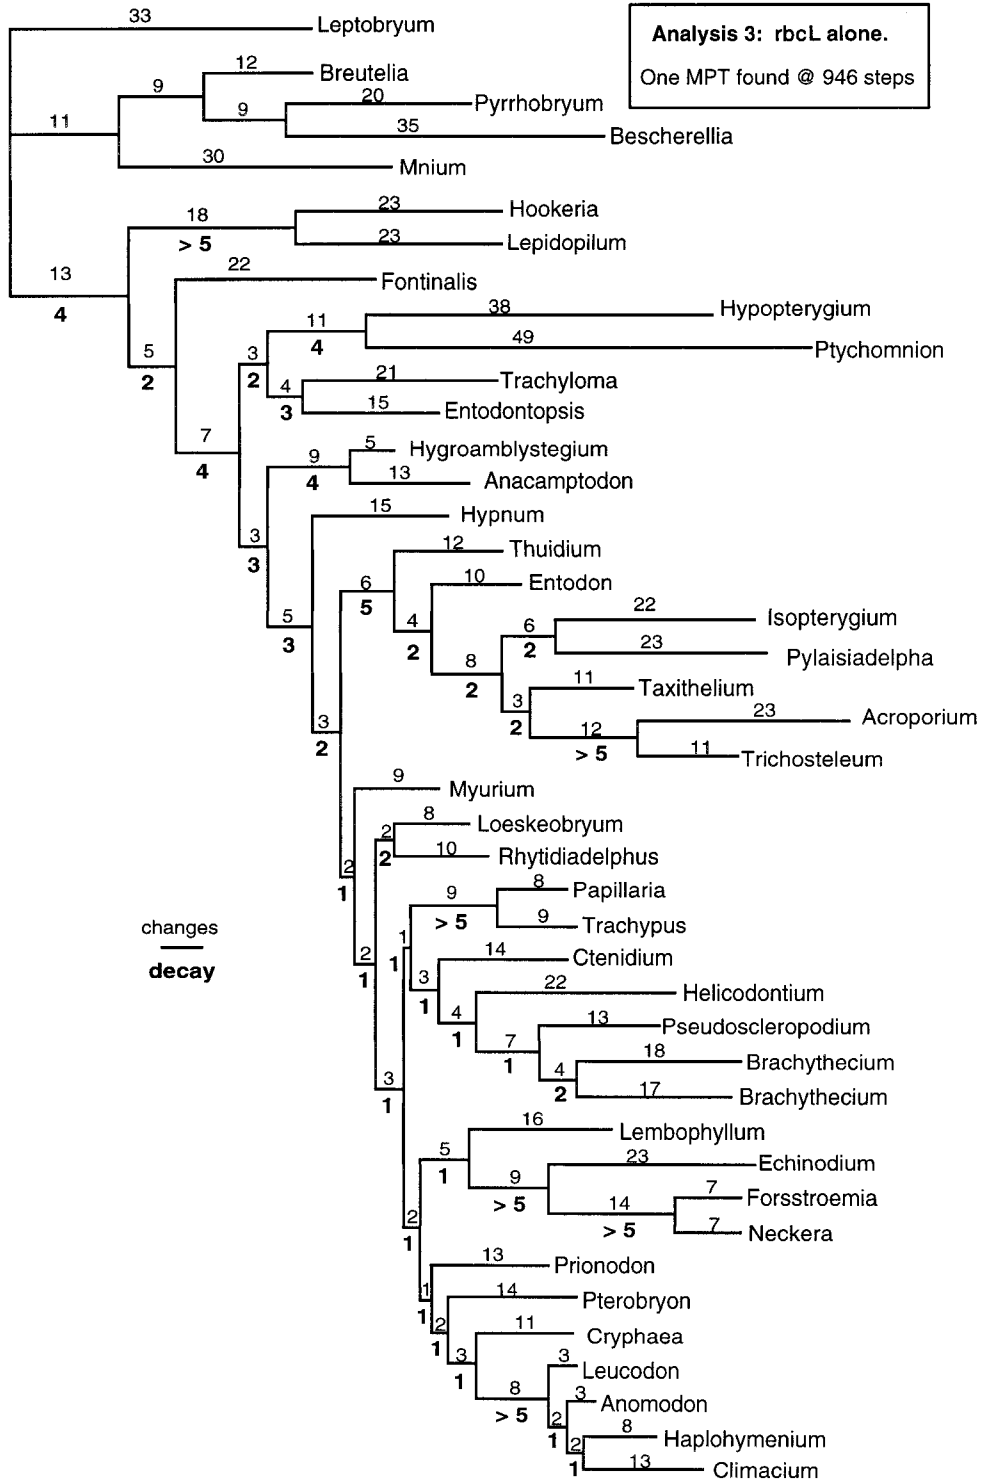 33
Leptobryum
Analysis 3: rbcL alone.
One MPT found @ 946 steps
12
Breutelia
9
20
Pyrrhobryum
9
11
35
Bescherellia
30
Mnium
23
Hookeria
18
> 5
23
Lepidopilum
13
4
22
Fontinalis
38
Hypopterygium
11
4
49
Ptychomnion
5
2
3
2
21
Trachyloma
4
3
15
Entodontopsis
7
4
5
Hygroamblystegium
9
4
13
Anacamptodon
15
Hypnum
3
3
12
Thuidium
6
5
10
Entodon
5
3
4
2
22
Isopterygium
6
2
23
Pylaisiadelpha
8
2
11
Taxithelium
3
2
23
Acroporium
12
> 5
11
Trichosteleum
3
2
9
Myurium
8
Loeskeobryum
2
2
10
Rhytidiadelphus
2
1
8
Papillaria
9
> 5
9
Trachypus
changes
decay
1
1
14
Ctenidium
2
1
3
1
22
Helicodontium
4
1
13
Pseudoscleropodium
7
1
18
Brachythecium
4
2
17
Brachythecium
3
1
16
Lembophyllum
5
1
23
Echinodium
9
> 5
7
Forsstroemia
14
> 5
7
Neckera
2
1
13
Prionodon
1
1
14
Pterobryon
2
1
11
Cryphaea
3
1
3
Leucodon
8
> 5
3
Anomodon
2
1
8
Haplohymenium
2
1
13
Climacium